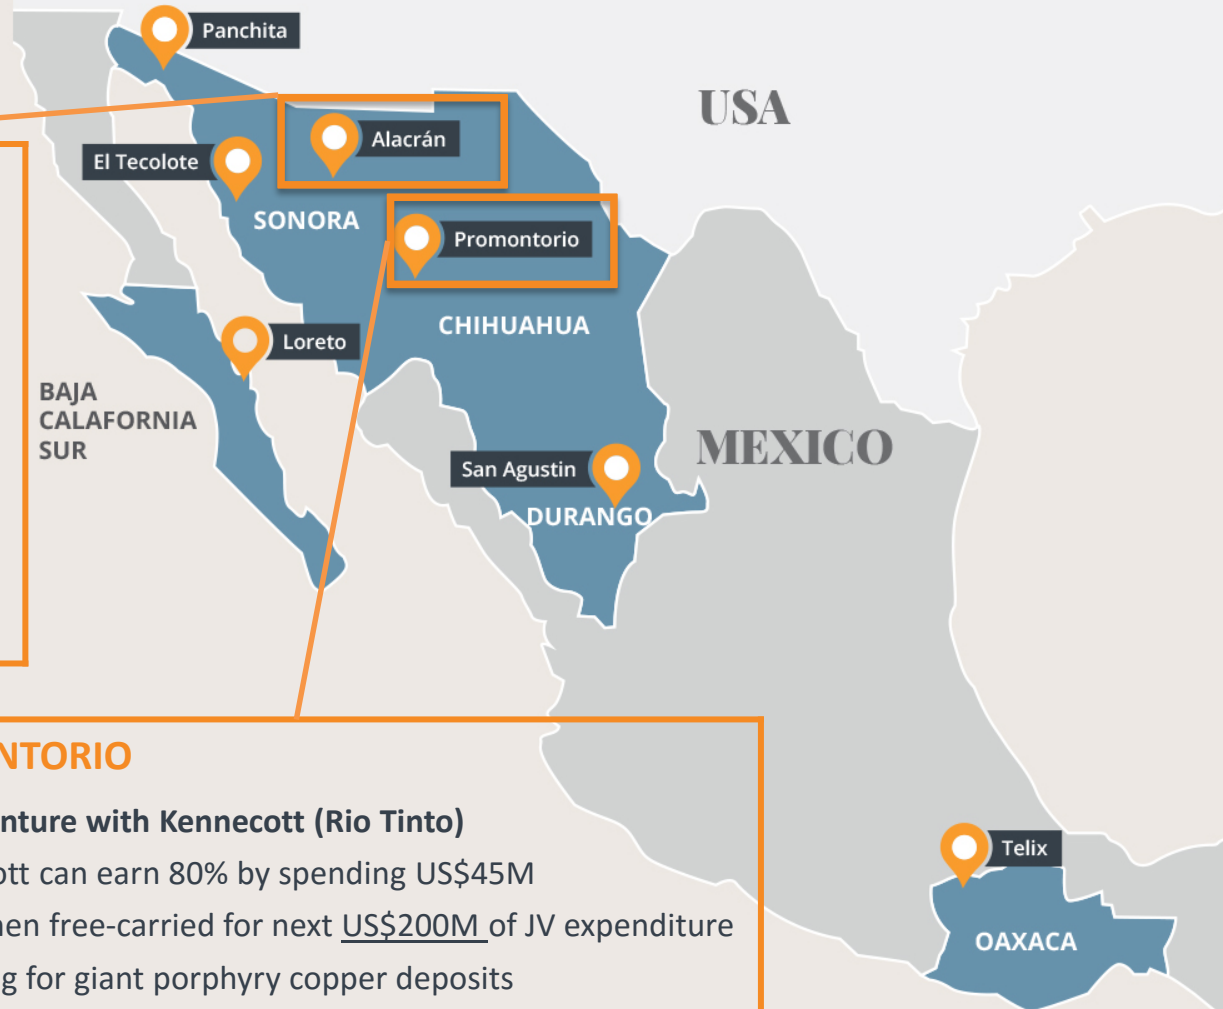 Panchita
USA
Alacrán
El Tecolote
SONORA
Promontorio
CHIHUAHUA
Loreto
BAJA
CALAFORNIA
SUR
MEXICO
San Agustin
DURANGO
NTORIO
nture with Kennecott (Rio Tinto)
ott can earn 80% by spending US$45M
hen free-carried for next US$200M of JV expenditure
g for giant porphyry copper deposits
Telix
OAXACA